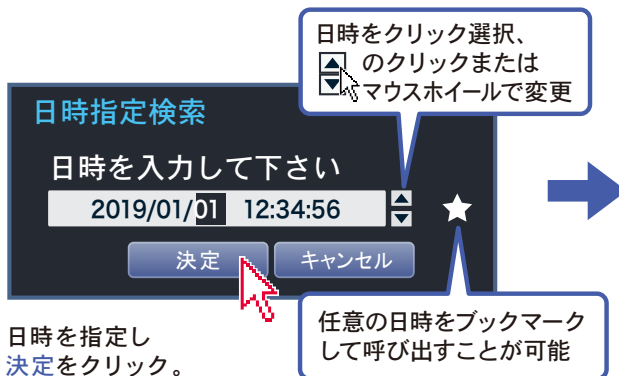 日時をクリック選択、
のクリックまたは
マウスホイールで変更
日時指定検索
日時を入力して下さい
2019/01/01 12:34:56
決定
キャンセル
任意の日時をブックマーク
して呼び出すことが可能
日時を指定し
決定をクリック。